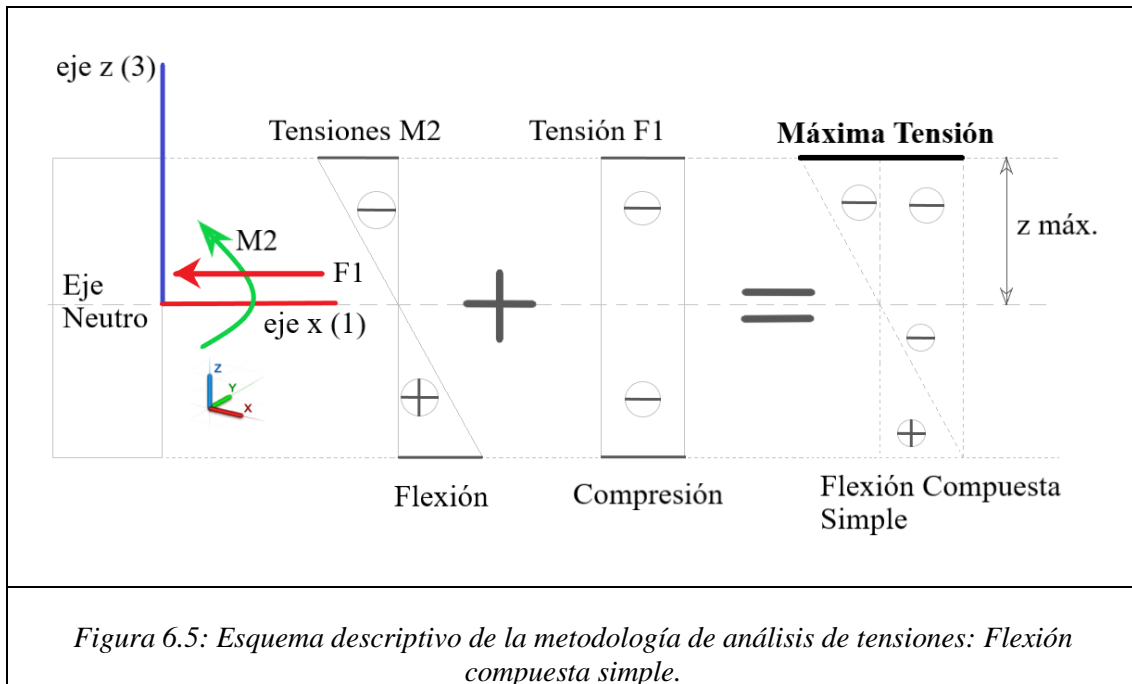 eje z (3)
Tensiones M2
Tensión F1
Máxima Tensión
M2
F1
z máx.
Eje
Neutro
eje x (1)
Z
Y
X
Flexión
Compresión
Flexión Compuesta
Simple
Figura 6.5: Esquema descriptivo de la metodología de análisis de tensiones: Flexión
compuesta simple.